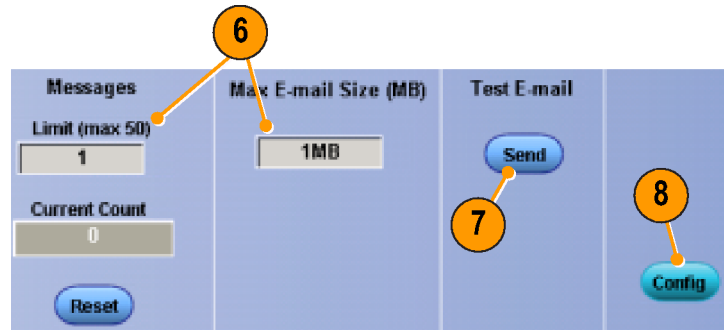 6
Messages
Max E-mail Size (MB)
Test E-mail
Limit (max 50)
1
1MB
Send
Current Count
0
7
8
Reset
Config